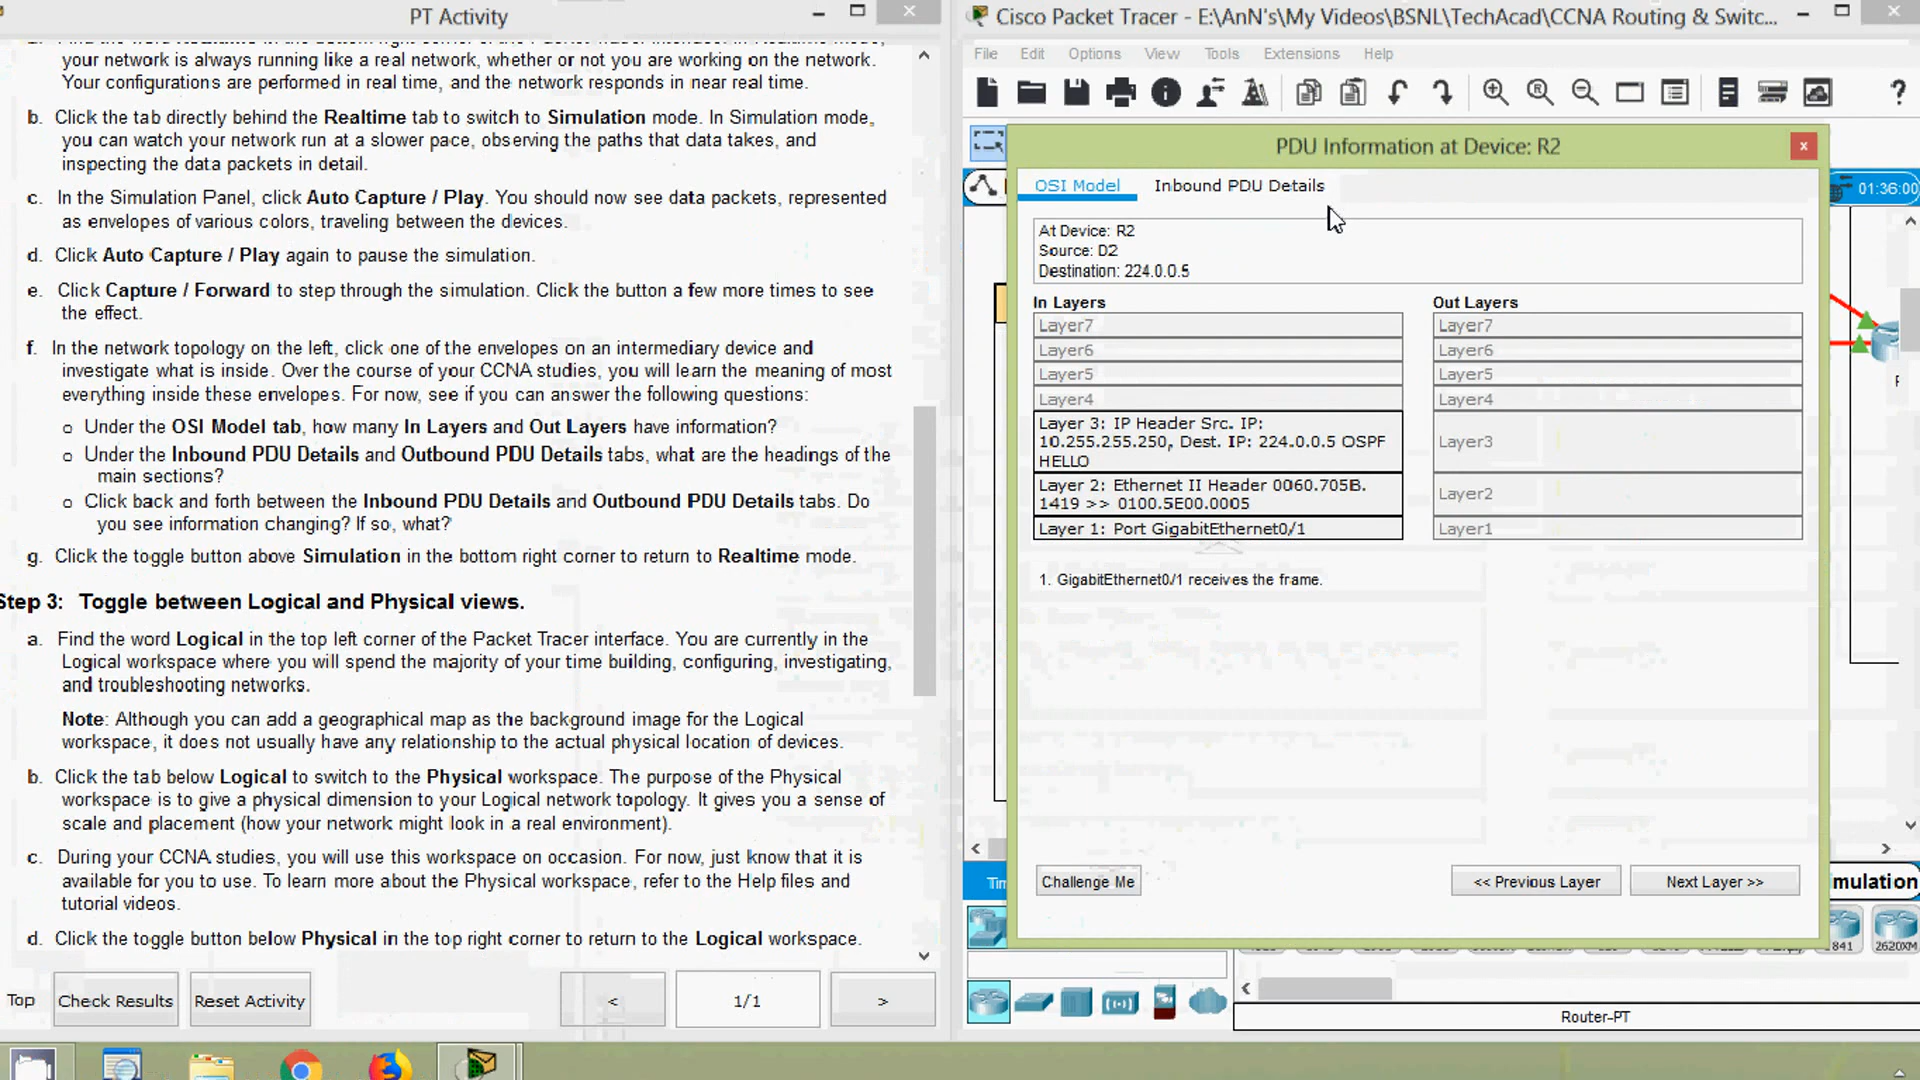 PT Activity
your network is always running like a real network, whether or not you are working on the network.
Your configurations are performed in real time, and the network responds in near real time.
b. Click the tab directly behind the Realtime tab to switch to Simulation mode. In Simulation mode,
you can watch your network run at a slower pace, observing the paths that data takes, and
inspecting the data packets in detail.
c. In the Simulation Panel, click Auto Capture / Play. You should now see data packets, represented
as envelopes of various colors, traveling between the devices.
d. Click Auto Capture / Play again to pause the simulation.
e. Click Capture / Forward to step through the simulation. Click the button a few more times to see
the effect.
f. In the network topology on the left, click one of the envelopes on an intermediary device and
investigate what is inside. Over the course of your CCNA studies, you will learn the meaning of most
everything inside these envelopes. For now, see if you can answer the following questions:
o Under the OSI Model tab, how many In Layers and Out Layers have information?
o Under the Inbound PDU Details and Outbound PDU Details tabs, what are the headings of the
main sections?
o Click back and forth between the Inbound PDU Details and Outbound PDU Details tabs. Do
you see information changing? If so, what?
g. Click the toggle button above Simulation in the bottom right corner to return to Realtime mode.
Step 3: Toggle between Logical and Physical views.
a. Find the word Logical in the top left corner of the Packet Tracer interface. You are currently in the
Logical workspace where you will spend the majority of your time building, configuring, investigating,
and troubleshooting networks.
Note: Although you can add a geographical map as the background image for the Logical
workspace, it does not usually have any relationship to the actual physical location of devices.
b. Click the tab below Logical to switch to the Physical workspace. The purpose of the Physical
workspace is to give a physical dimension to your Logical network topology. It gives you a sense of
scale and placement (how your network might look in a real environment).
c. During your CCNA studies, you will use this workspace on occasion. For now, just know that it is
available for you to use. To learn more about the Physical workspace, refer to the Help files and
tutorial videos.
d. Click the toggle button below Physical in the top right corner to return to the Logical workspace.
Top Check Results Reset Activity < 1/1 >
Cisco Packet Tracer - E:\AnN's\My Videos\BSNL\TechAcad\CCNA Routing & Switc...
File Edit Options View Tools Extensions Help
PDU Information at Device: R2
OSI Model Inbound PDU Details
01:36:00
At Device: R2
Source: D2
Destination: 224.0.0.5
In Layers Out Layers
Layer7 Layer7
Layer6 Layer6
Layer5 Layer5
Layer4 Layer4
Layer 3: IP Header Src. IP:
10.255.255.250, Dest. IP: 224.0.0.5 OSPF
HELLO
Layer3
Layer 2: Ethernet II Header 0060.705B.
1419 >> 0100.5E00.0005
Layer2
Layer 1: Port GigabitEthernet0/1 Layer1
1. GigabitEthernet0/1 receives the frame.
Challenge Me << Previous Layer Next Layer >>
Tim
mulation
841 2620XM
Router-PT